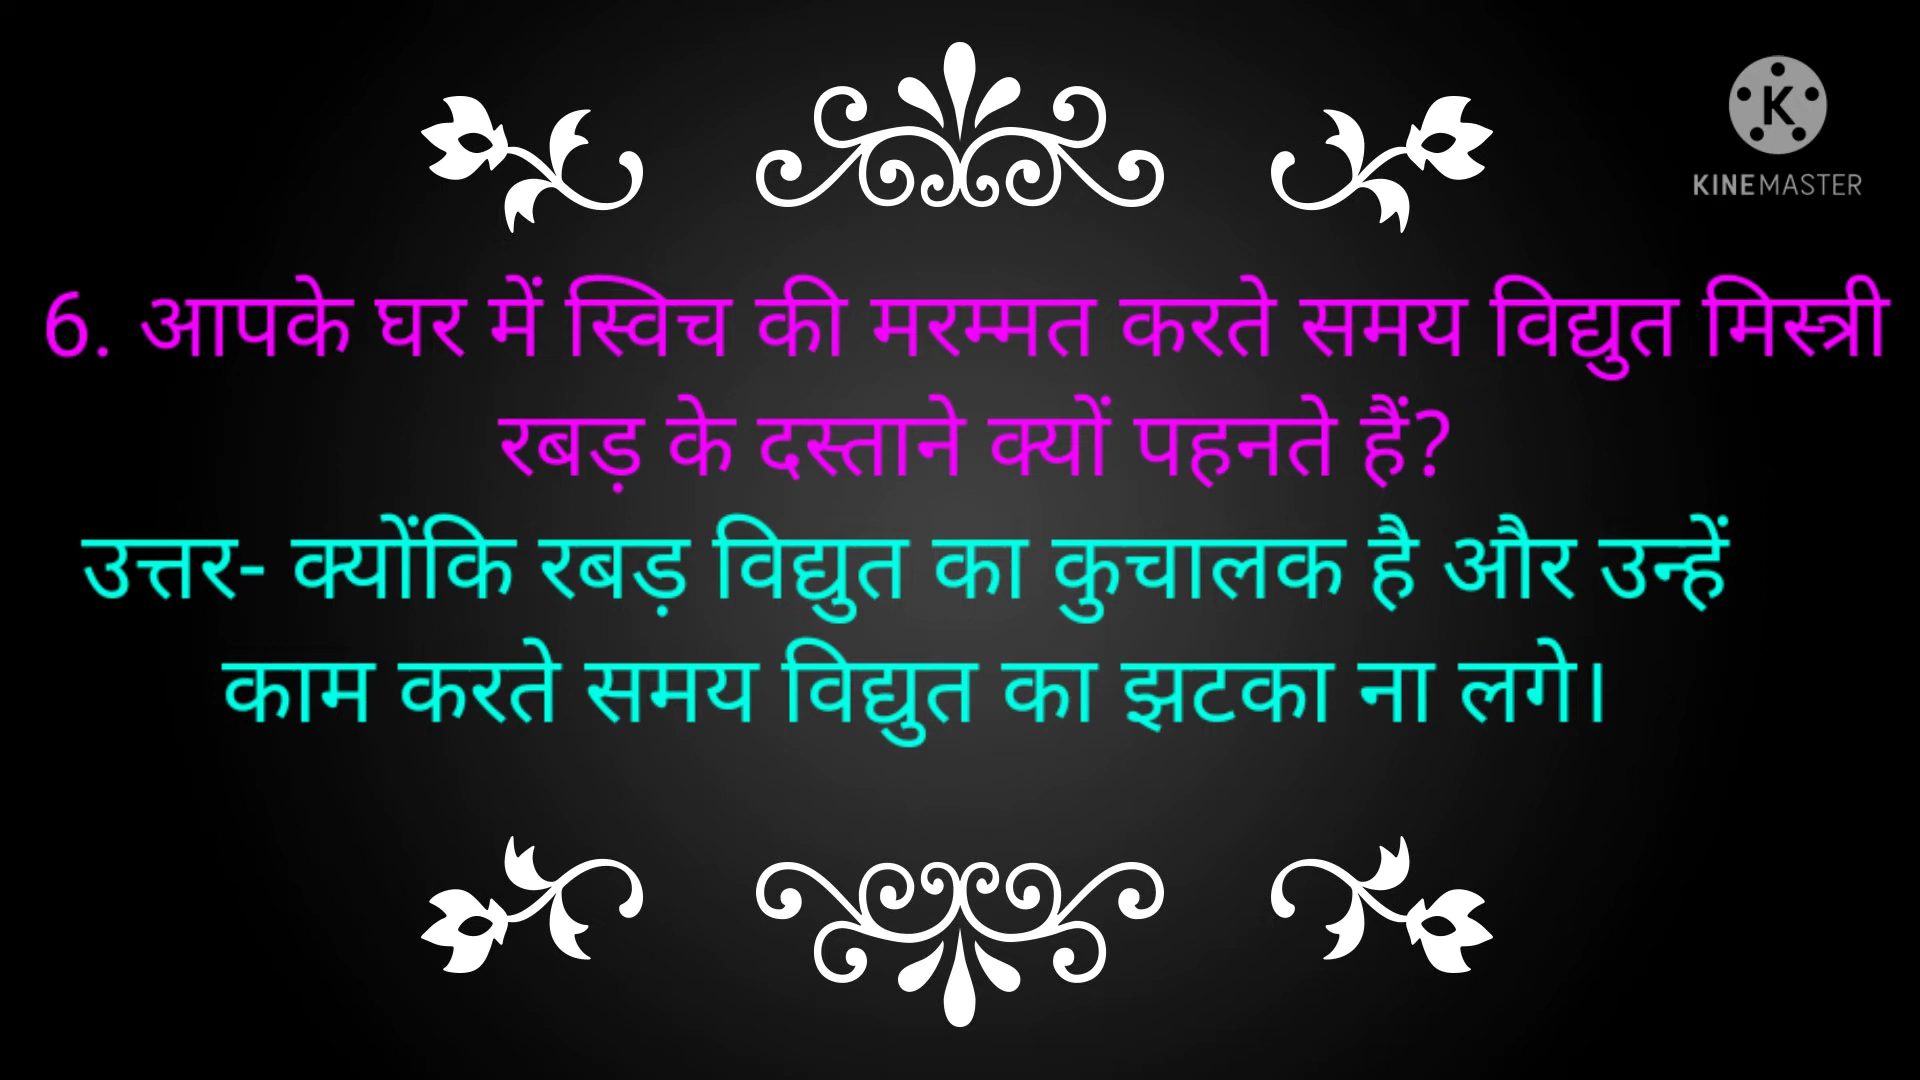 KINEMASTER
6. आपके घर में स्विच की मरम्मत करते समय विद्युत मिस्त्री
रबड़ के दस्ताने क्यों पहनते हैं?
उत्तर- क्योंकि रबड़ विद्युत का कुचालक है और उन्हें
काम करते समय विद्युत का झटका ना लगे।